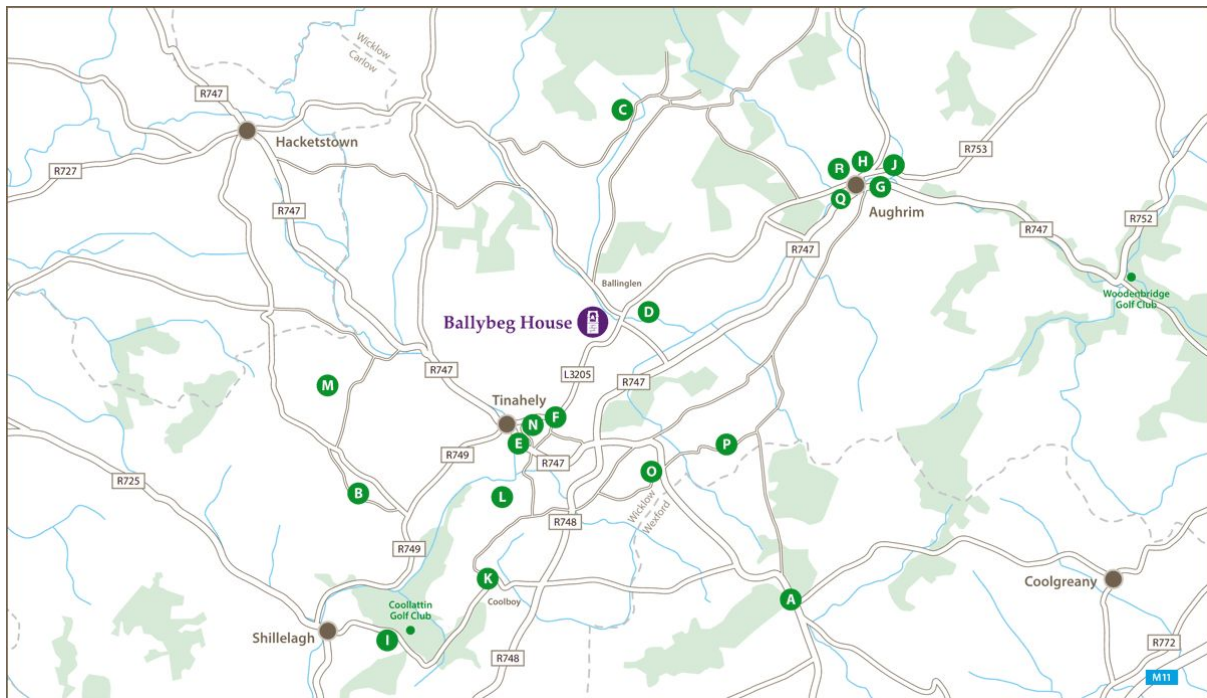 Wicklow
Carlow
R747
Hacketstown
C
R727
R747
R
H
J
R753
Q
G
Aughrim
R747
R747
R752
Woodenbridge
Golf Club
Ballinglen
Ballybeg House
D
R747
L3205
R747
M
Tinahely
N
F
E
R749
R747
P
O
R725
B
L
Wicklow
Wexford
R748
R749
K
Coolboy
A
Coolgreany
Coollattin
Golf Club
Shillelagh
I
R748
R772
M11